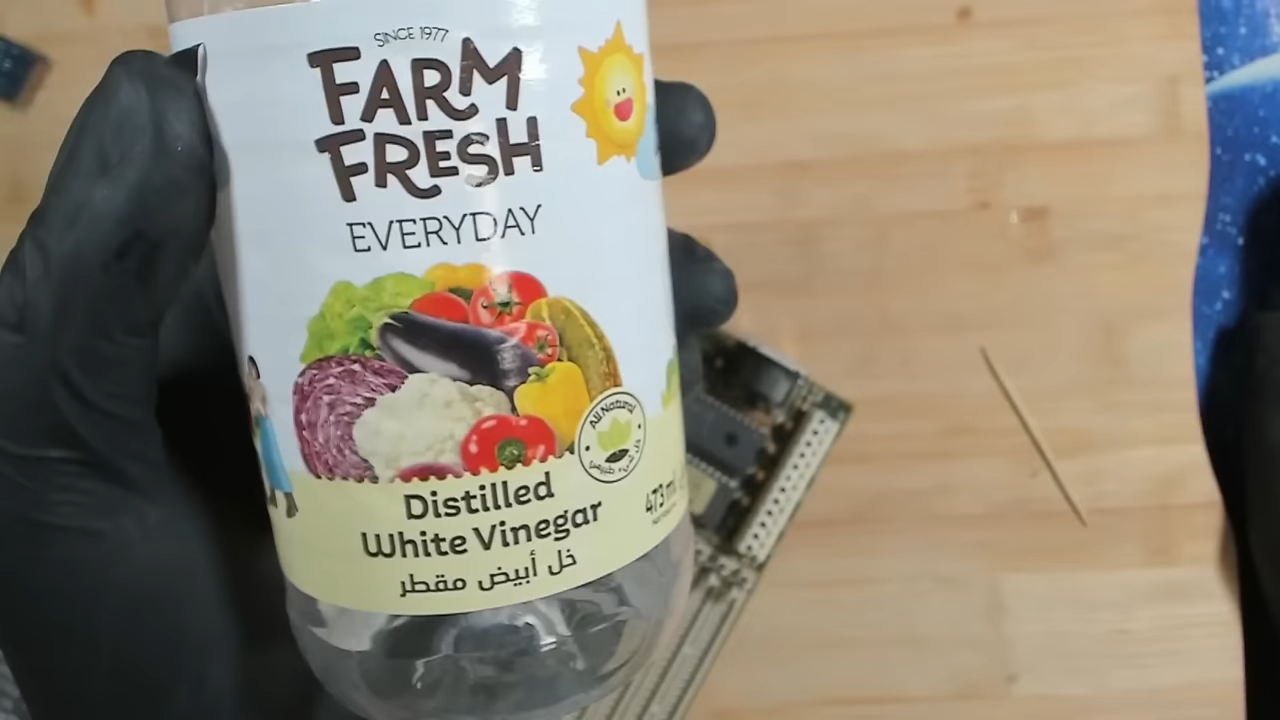 SINCE 1977
FARM
FRESH
EVERYDAY
All Natural
Distilled
White Vinegar
473 ml
خل أبيض مقطر